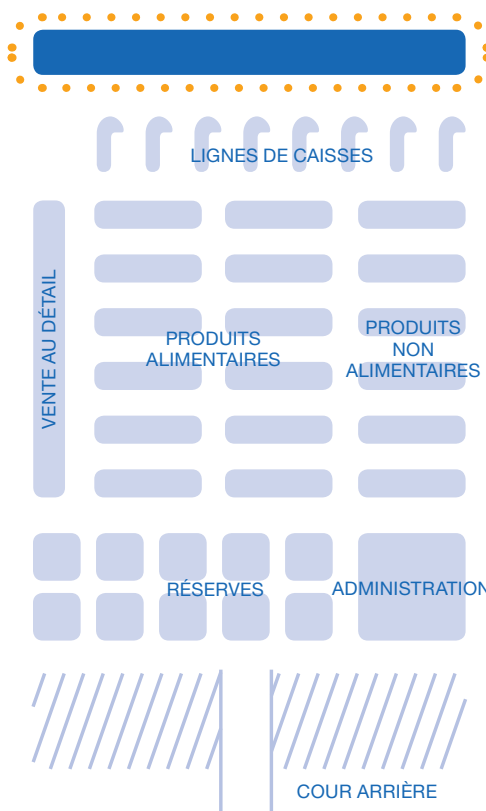 LIGNES DE CAISSES
VENTE AU DÉTAIL
PRODUITS
ALIMENTAIRES
PRODUITS
NON
ALIMENTAIRES
RÉSERVES
ADMINISTRATION
COUR ARRIÈRE